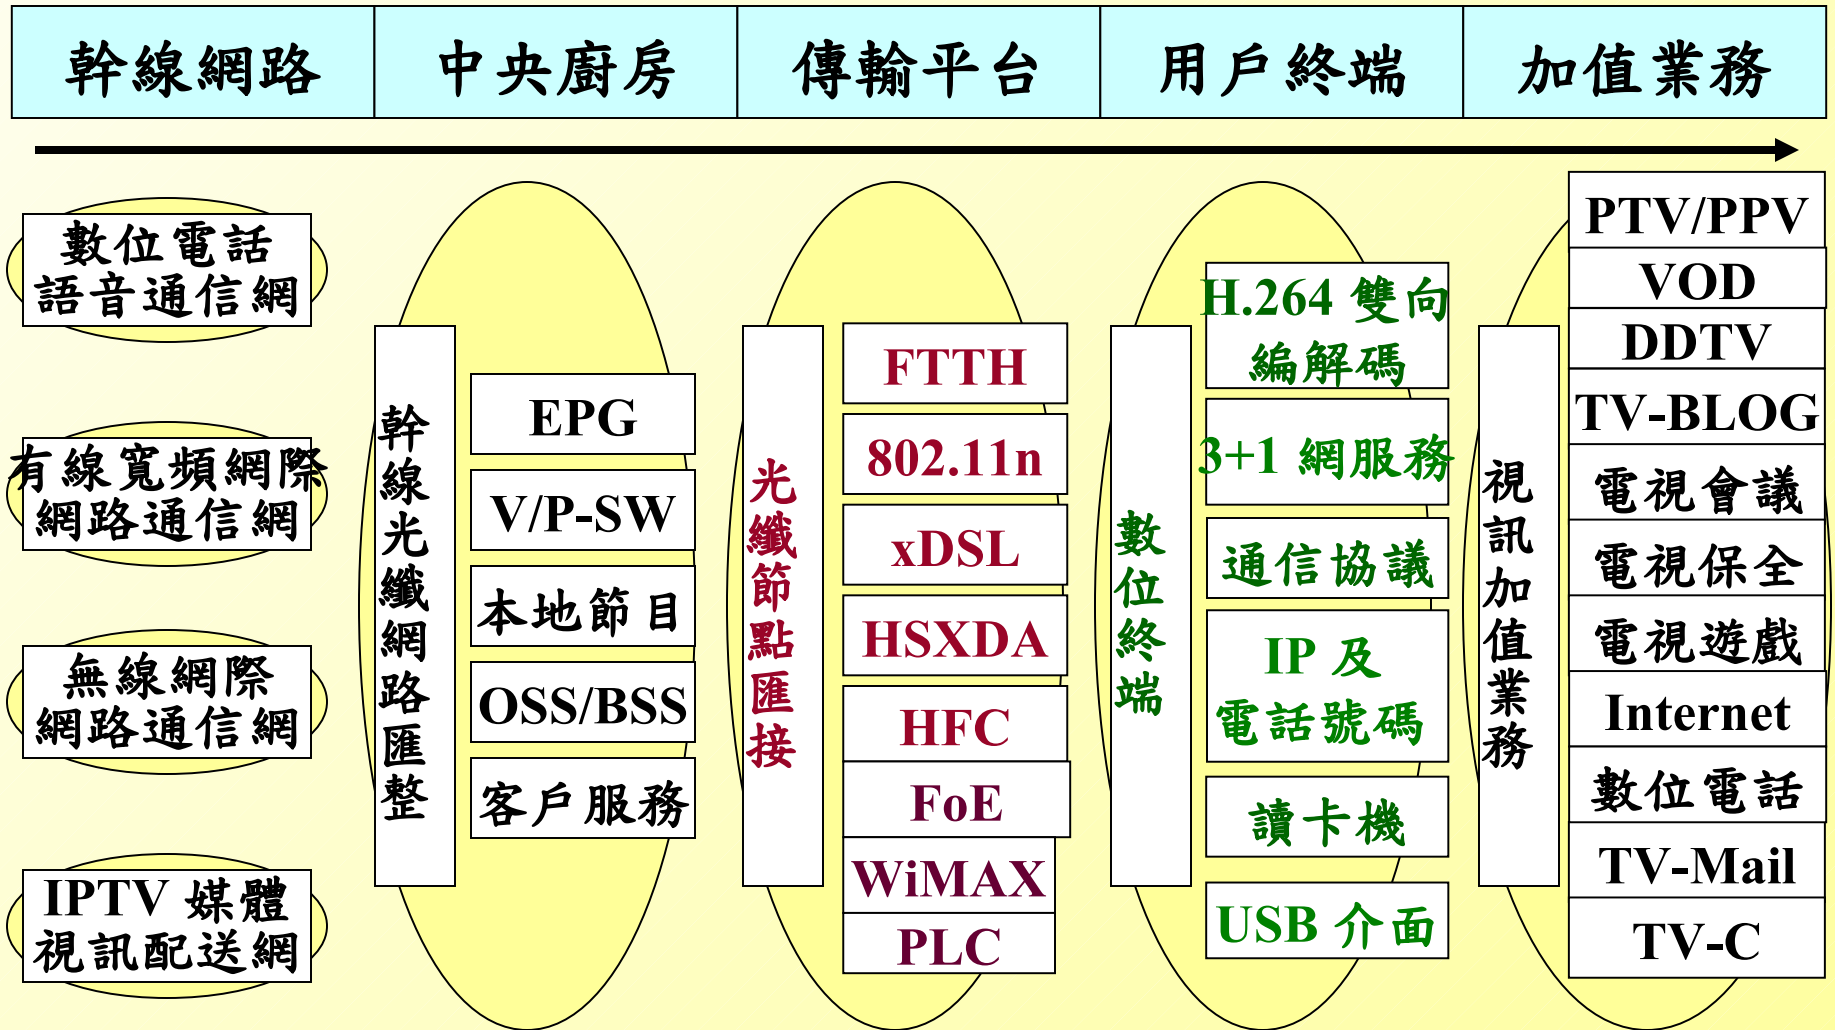 幹線網路
中央廚房
傳輸平台
用戶終端
加值業務
數位電話
語音通信網
有線寬頻網際
網路通信網
無線網際
網路通信網
IPTV 媒體
視訊配送網
幹線光纖網路匯整
EPG
V/P-SW
本地節目
OSS/BSS
客戶服務
光纖節點匯接
FTTH
802.11n
xDSL
HSXDA
HFC
FoE
WiMAX
PLC
數位終端
H.264 雙向
編解碼
3+1 網服務
通信協議
IP 及
電話號碼
讀卡機
USB 介面
視訊加值業務
PTV/PPV
VOD
DDTV
TV-BLOG
電視會議
電視保全
電視遊戲
Internet
數位電話
TV-Mail
TV-C